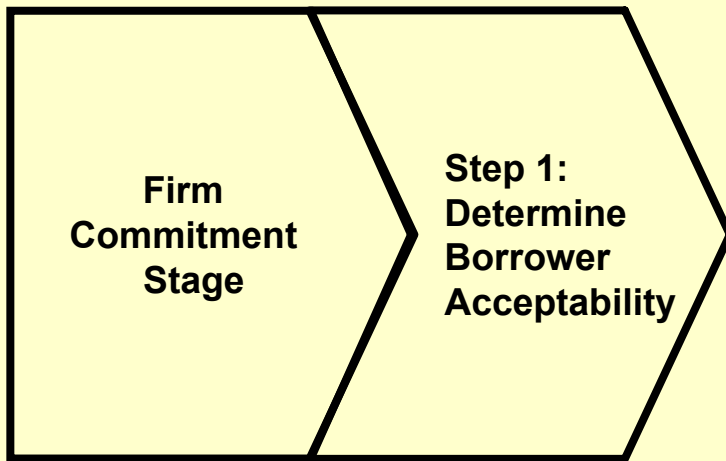 Firm
Commitment
Stage
Step 1:
Determine
Borrower
Acceptability